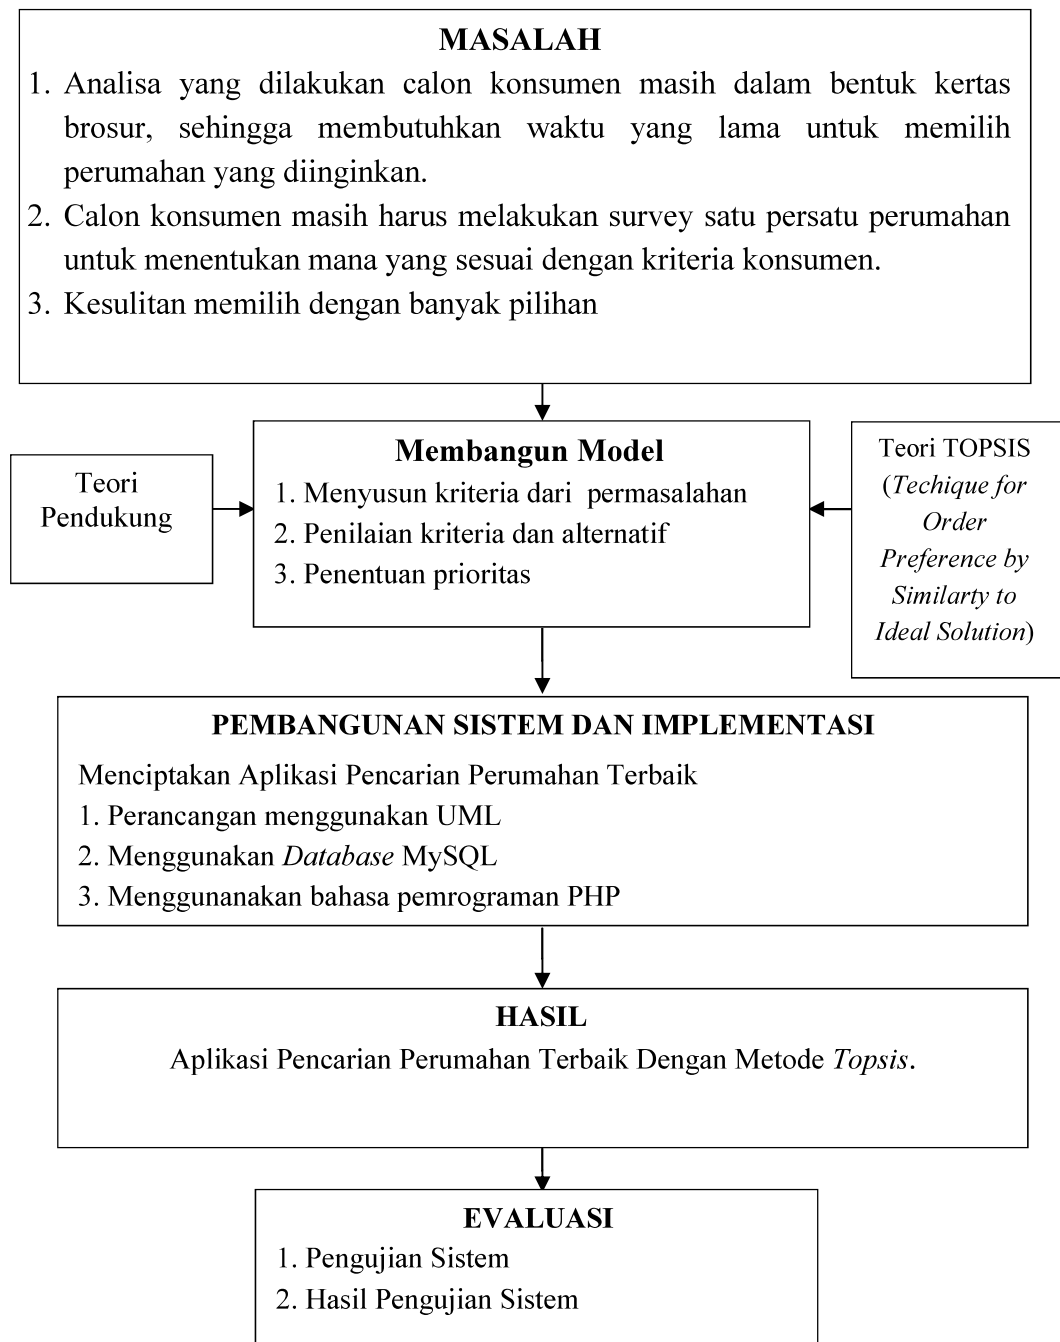 MASALAH
1. Analisa yang dilakukan calon konsumen masih dalam bentuk kertas
brosur, sehingga membutuhkan waktu yang lama untuk memilih
perumahan yang diinginkan.
2. Calon konsumen masih harus melakukan survey satu persatu perumahan
untuk menentukan mana yang sesuai dengan kriteria konsumen.
3. Kesulitan memilih dengan banyak pilihan
Teori
Pendukung
Membangun Model
1. Menyusun kriteria dari permasalahan
2. Penilaian kriteria dan alternatif
3. Penentuan prioritas
Teori TOPSIS
(Techique for
Order
Preference by
Similarty to
Ideal Solution)
PEMBANGUNAN SISTEM DAN IMPLEMENTASI
Menciptakan Aplikasi Pencarian Perumahan Terbaik
1. Perancangan menggunakan UML
2. Menggunakan Database MySQL
3. Menggunanakan bahasa pemrograman PHP
HASIL
Aplikasi Pencarian Perumahan Terbaik Dengan Metode Topsis.
EVALUASI
1. Pengujian Sistem
2. Hasil Pengujian Sistem